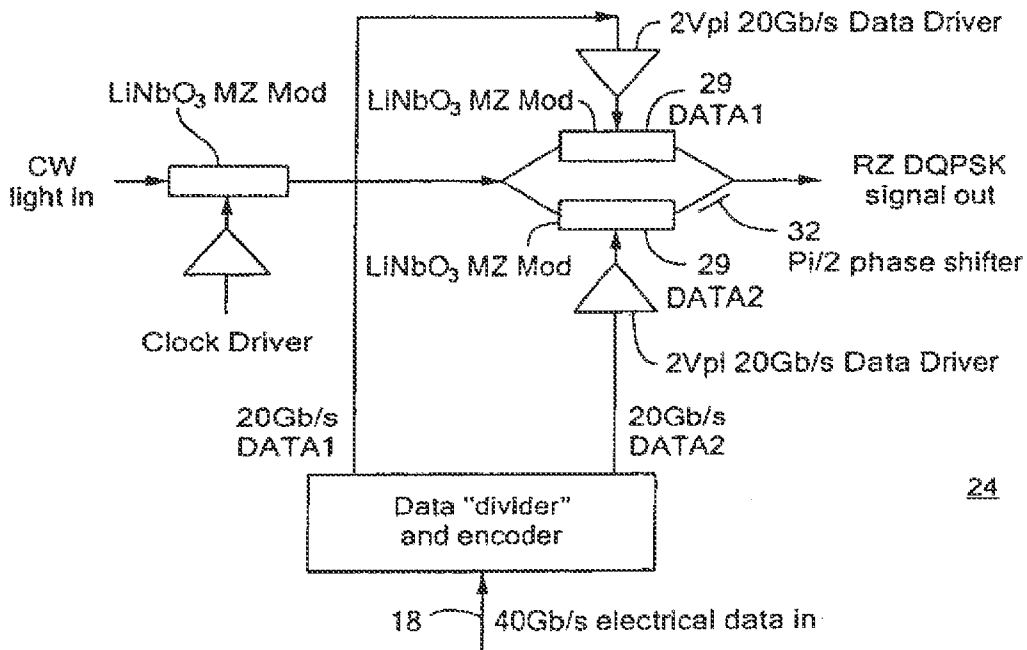 2Vpi 20Gb/s Data Driver
LiNbO3 MZ Mod
LiNbO3 MZ Mod
29
DATA1
CW
light in
RZ DQPSK
signal out
32
Pi/2 phase shifter
LiNbO3 MZ Mod
29
DATA2
Clock Driver
2Vpi 20Gb/s Data Driver
20Gb/s
DATA1
20Gb/s
DATA2
Data "divider"
and encoder
24
18
40Gb/s electrical data in